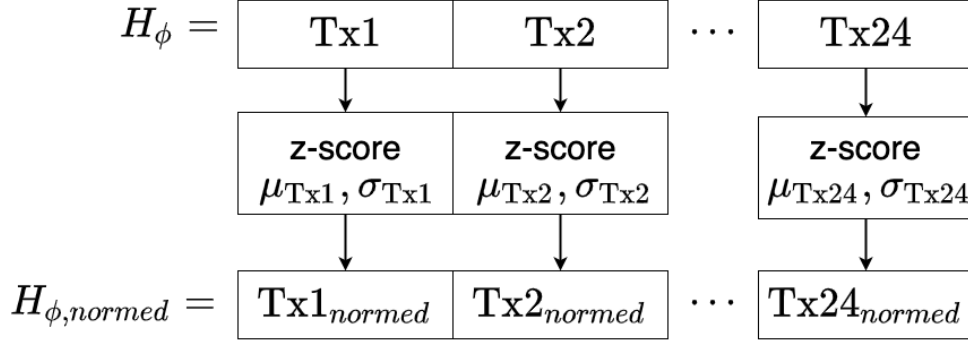 H_ϕ = Tx1 Tx2 ⋯ Tx24
z-score z-score z-score
μ_Tx1, σ_Tx1 μ_Tx2, σ_Tx2 μ_Tx24, σ_Tx24
H_ϕ,normed = Tx1_normed Tx2_normed ⋯ Tx24_normed